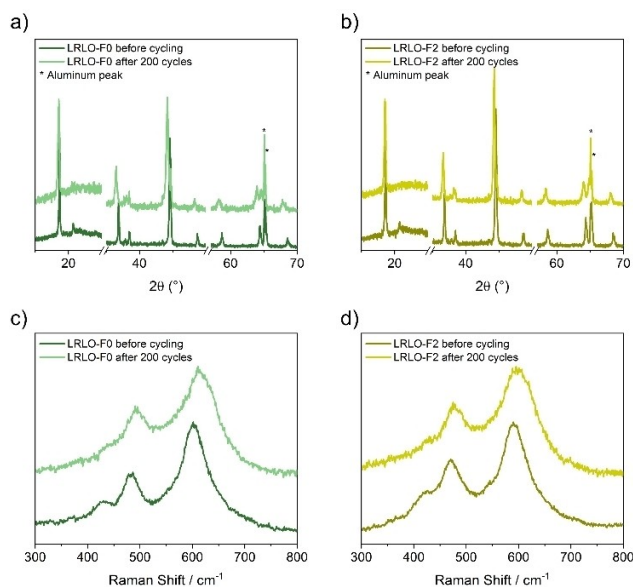 a)
LRLO-F0 before cycling
LRLO-F0 after 200 cycles
* Aluminum peak
*
*
20 40 60 70
2θ (°)
b)
LRLO-F2 before cycling
LRLO-F2 after 200 cycles
* Aluminum peak
*
*
20 40 60 70
2θ (°)
c)
LRLO-F0 before cycling
LRLO-F0 after 200 cycles
300 400 500 600 700 800
Raman Shift / cm⁻¹
d)
LRLO-F2 before cycling
LRLO-F2 after 200 cycles
300 400 500 600 700 800
Raman Shift / cm⁻¹